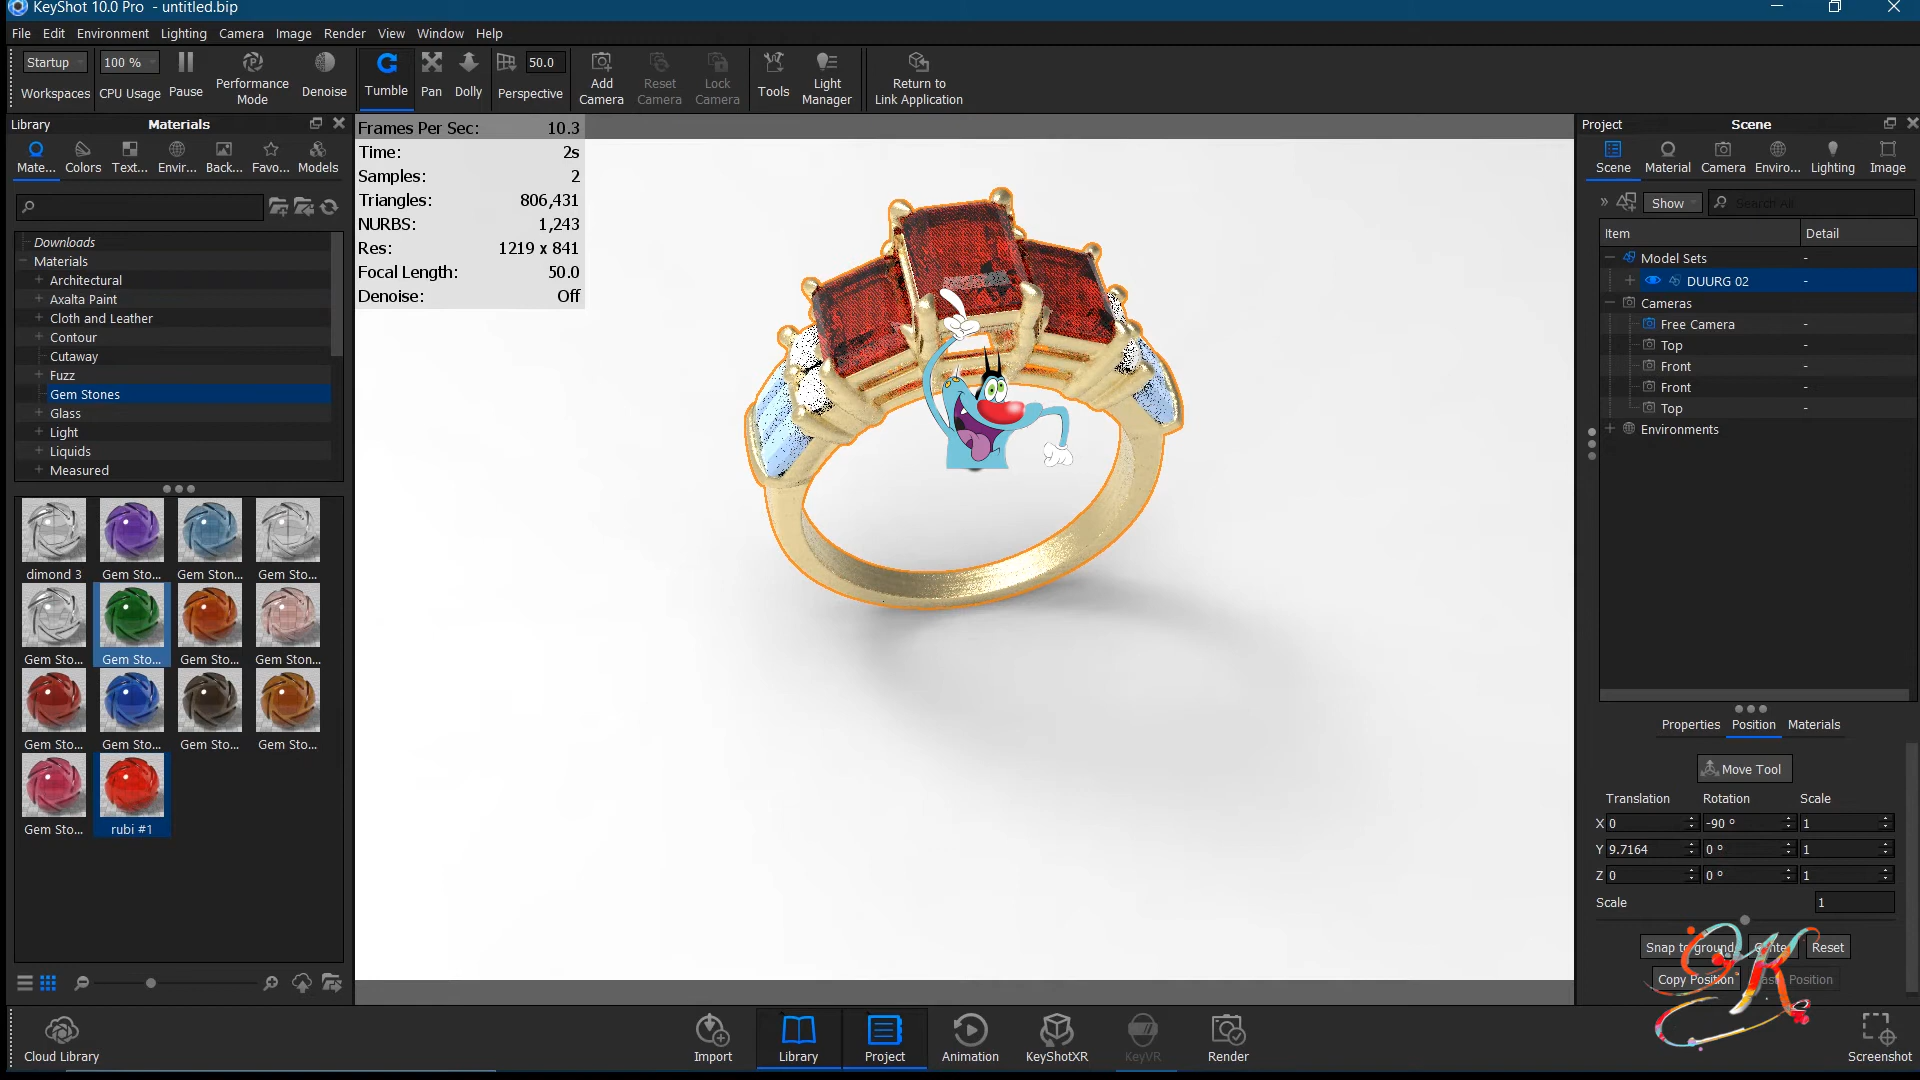 KeyShot 10.0 Pro - untitled.bip
File Edit Environment Lighting Camera Image Render View Window Help
Startup 100 % 50.0
Workspaces CPU Usage Pause Performance Mode Denoise Tumble Pan Dolly Perspective Add Camera Reset Camera Lock Camera Tools Light Manager Return to Link Application
Library Materials
Mate... Colors Text... Envir... Back... Favo... Models
Downloads
Materials
Architectural
Axalta Paint
Cloth and Leather
Contour
Cutaway
Fuzz
Gem Stones
Glass
Light
Liquids
Measured
dimond 3 Gem Sto... Gem Ston... Gem Sto...
Gem Sto... Gem Sto... Gem Sto... Gem Ston...
Gem Sto... Gem Sto... Gem Sto... Gem Sto...
Gem Sto... rubi #1
Frames Per Sec: 10.3
Time: 2s
Samples: 2
Triangles: 806,431
NURBS: 1,243
Res: 1219 x 841
Focal Length: 50.0
Denoise: Off
Project Scene
Scene Material Camera Enviro... Lighting Image
» Show Search All
Item Detail
Model Sets -
DUURG 02 -
Cameras -
Free Camera -
Top -
Front -
Front -
Top -
Environments -
Properties Position Materials
Move Tool
Translation Rotation Scale
X 0 -90 ° 1
Y 9.7164 0 ° 1
Z 0 0 ° 1
Scale 1
Snap to ground Center Reset
Copy Position Position
Cloud Library Import Library Project Animation KeyShotXR KeyVR Render Screenshot